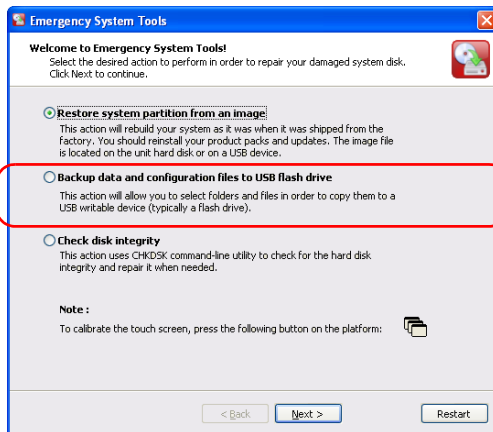 Emergency System Tools
Welcome to Emergency System Tools!
Select the desired action to perform in order to repair your damaged system disk.
Click Next to continue.
Restore system partition from an image
This action will rebuild your system as it was when it was shipped from the
factory. You should reinstall your product packs and updates. The image file
is located on the unit hard disk or on a USB device.
Backup data and configuration files to USB flash drive
This action will allow you to select folders and files in order to copy them to a
USB writable device (typically a flash drive).
Check disk integrity
This action uses CHKDSK command-line utility to check for the hard disk
integrity and repair it when needed.
Note :
To calibrate the touch screen, press the following button on the platform:
< Back
Next >
Restart